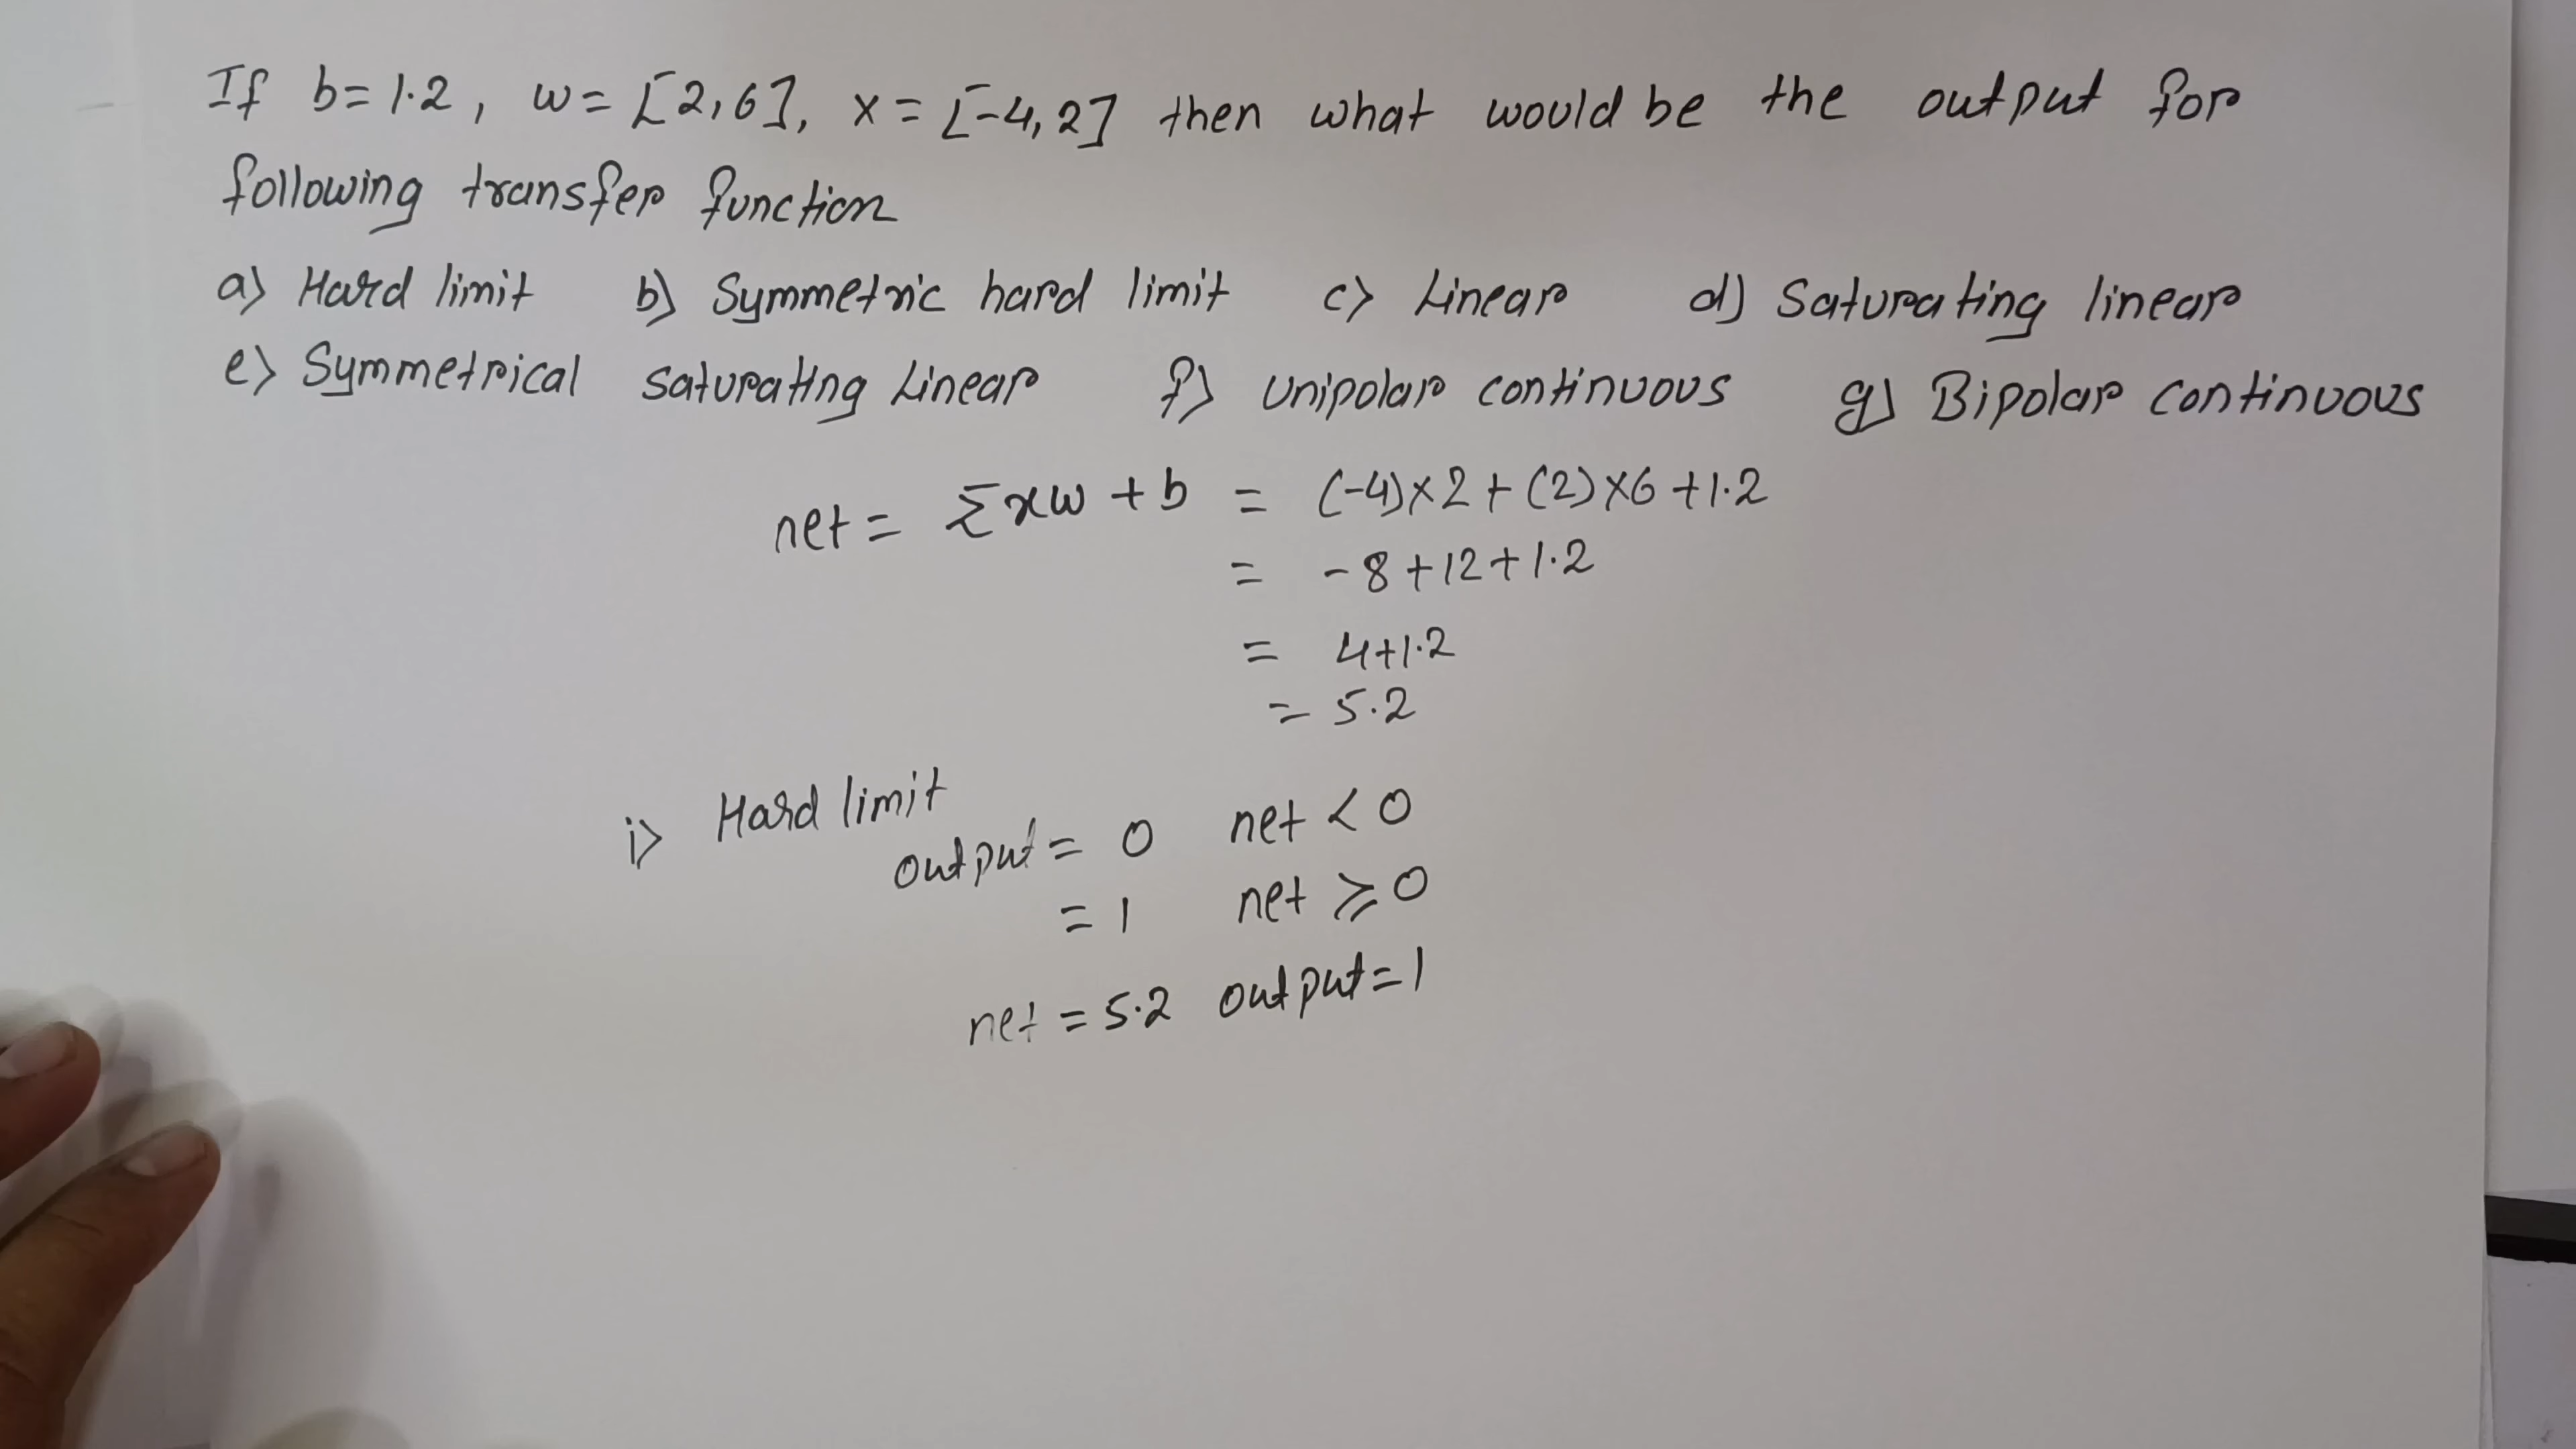 If b=1.2, w=[2,6], x=[-4,2] then what would be the output for
following transfer function
a) Hard limit b) Symmetric hard limit c) Linear d) Saturating linear
e) Symmetrical saturating Linear f) Unipolar continuous g) Bipolar continuous
net = Σxw + b = (-4)×2 + (2)×6 +1.2
= -8+12+1.2
= 4+1.2
= 5.2
i) Hard limit
output = 0 net < 0
= 1 net ⩾ 0
net = 5.2 output=1